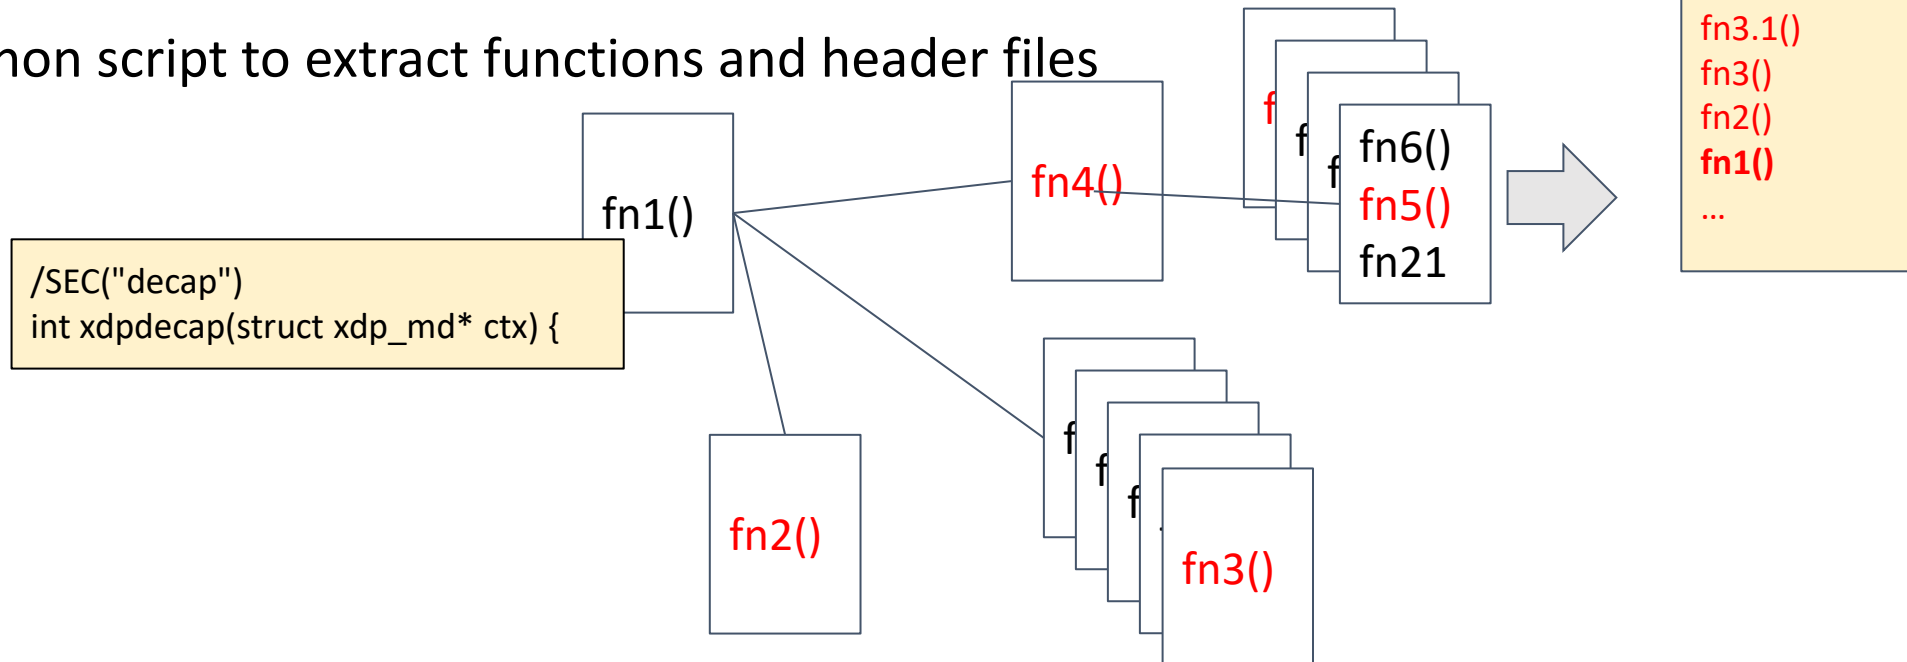 script to extract functions and header files
fn1()
/SEC("decap")
int xdpdecap(struct xdp_md* ctx) {
fn2()
fn4()
f
f
f
fn6()
fn5()
fn21
f
f
f
fn3()
fn3.1()
fn3()
fn2()
fn1()
...